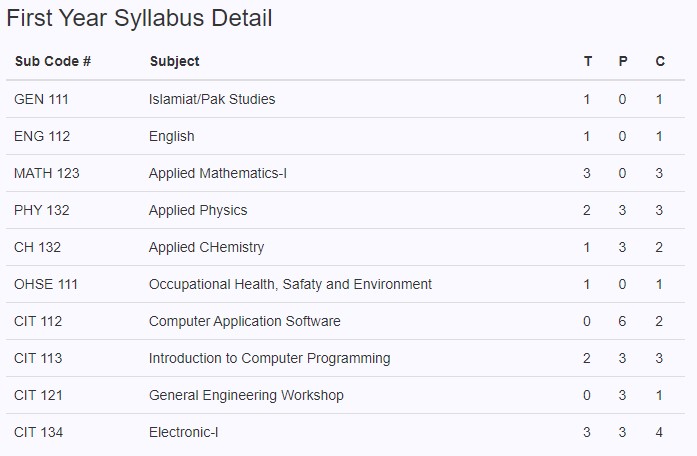 First Year Syllabus Detail
Sub Code # Subject T P C
GEN 111 Islamiat/Pak Studies 1 0 1
ENG 112 English 1 0 1
MATH 123 Applied Mathematics-I 3 0 3
PHY 132 Applied Physics 2 3 3
CH 132 Applied CHemistry 1 3 2
OHSE 111 Occupational Health, Safaty and Environment 1 0 1
CIT 112 Computer Application Software 0 6 2
CIT 113 Introduction to Computer Programming 2 3 3
CIT 121 General Engineering Workshop 0 3 1
CIT 134 Electronic-I 3 3 4